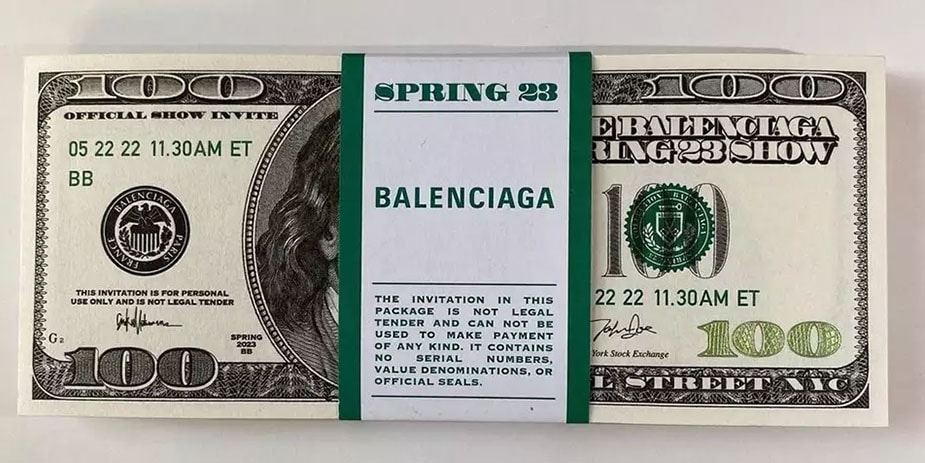 100
OFFICIAL SHOW INVITE
05 22 22 11.30AM ET
BB
BALENCIAGA
PARIS
FRANCE
THIS INVITATION IS FOR PERSONAL
USE ONLY AND IS NOT LEGAL TENDER
G2
SPRING
2023
BB
100
SPRING 23
BALENCIAGA
THE INVITATION IN THIS
PACKAGE IS NOT LEGAL
TENDER AND CAN NOT BE
USED TO MAKE PAYMENT
OF ANY KIND. IT CONTAINS
NO SERIAL NUMBERS,
VALUE DENOMINATIONS, OR
OFFICIAL SEALS.
100
E BALENCIAGA
RING 23 SHOW
100
22 22 11.30AM ET
York Stock Exchange
100
L STREET NYC